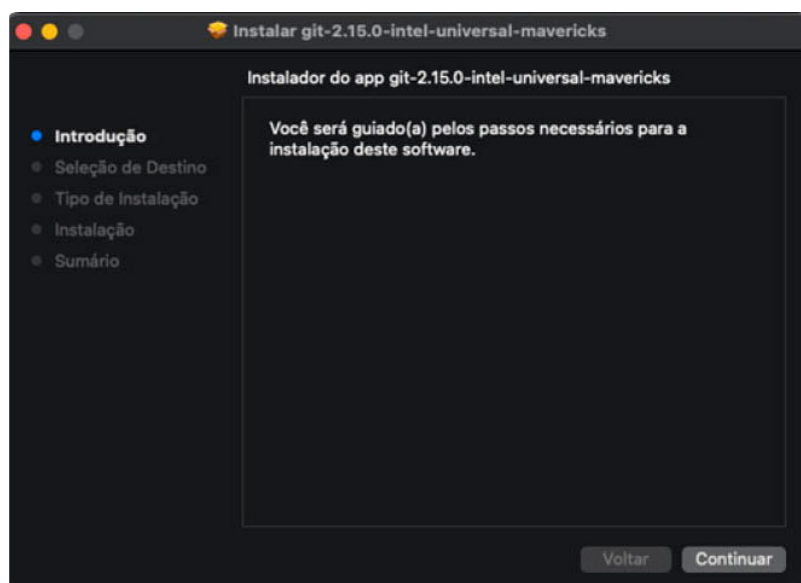 Instalar git-2.15.0-intel-universal-mavericks
Instalador do app git-2.15.0-intel-universal-mavericks
Introdução
Seleção de Destino
Tipo de Instalação
Instalação
Sumário
Você será guiado(a) pelos passos necessários para a
instalação deste software.
Voltar
Continuar